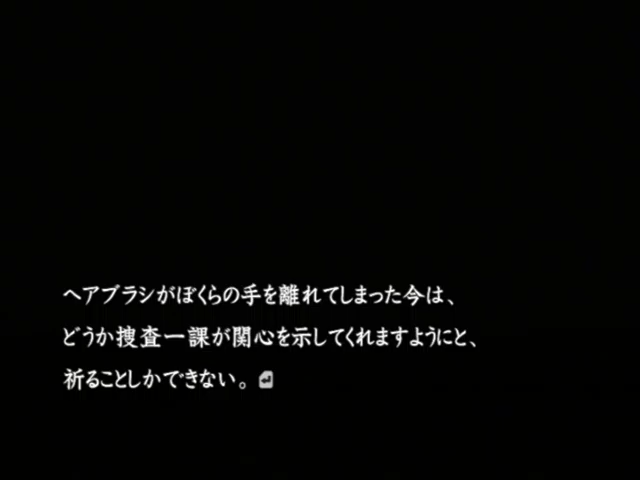 ヘアブラシがぼくらの手を離れてしまった今は、
どうか捜査一課が関心を示してくれますようにと、
祈ることしかできない。